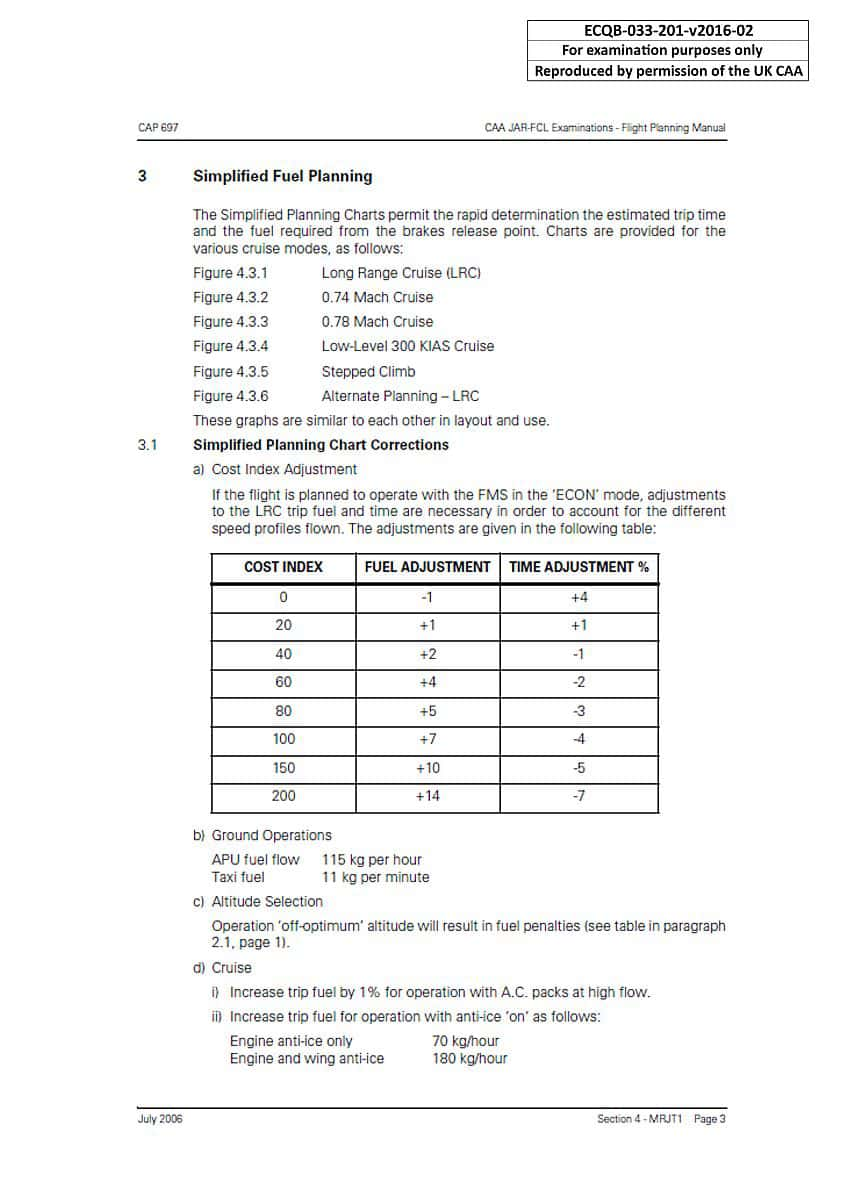 ECQB-033-201-v2016-02
For examination purposes only
Reproduced by permission of the UK CAA
CAP 697 CAA JAR-FCL Examinations - Flight Planning Manual
3 Simplified Fuel Planning
The Simplified Planning Charts permit the rapid determination the estimated trip time
and the fuel required from the brakes release point. Charts are provided for the
various cruise modes, as follows:
Figure 4.3.1 Long Range Cruise (LRC)
Figure 4.3.2 0.74 Mach Cruise
Figure 4.3.3 0.78 Mach Cruise
Figure 4.3.4 Low-Level 300 KIAS Cruise
Figure 4.3.5 Stepped Climb
Figure 4.3.6 Alternate Planning – LRC
These graphs are similar to each other in layout and use.
3.1 Simplified Planning Chart Corrections
a) Cost Index Adjustment
If the flight is planned to operate with the FMS in the 'ECON' mode, adjustments
to the LRC trip fuel and time are necessary in order to account for the different
speed profiles flown. The adjustments are given in the following table:
COST INDEX FUEL ADJUSTMENT TIME ADJUSTMENT %
0 -1 +4
20 +1 +1
40 +2 -1
60 +4 -2
80 +5 -3
100 +7 -4
150 +10 -5
200 +14 -7
b) Ground Operations
APU fuel flow 115 kg per hour
Taxi fuel 11 kg per minute
c) Altitude Selection
Operation 'off-optimum' altitude will result in fuel penalties (see table in paragraph
2.1, page 1).
d) Cruise
i) Increase trip fuel by 1% for operation with A.C. packs at high flow.
ii) Increase trip fuel for operation with anti-ice 'on' as follows:
Engine anti-ice only 70 kg/hour
Engine and wing anti-ice 180 kg/hour
July 2006 Section 4 - MRJT1 Page 3